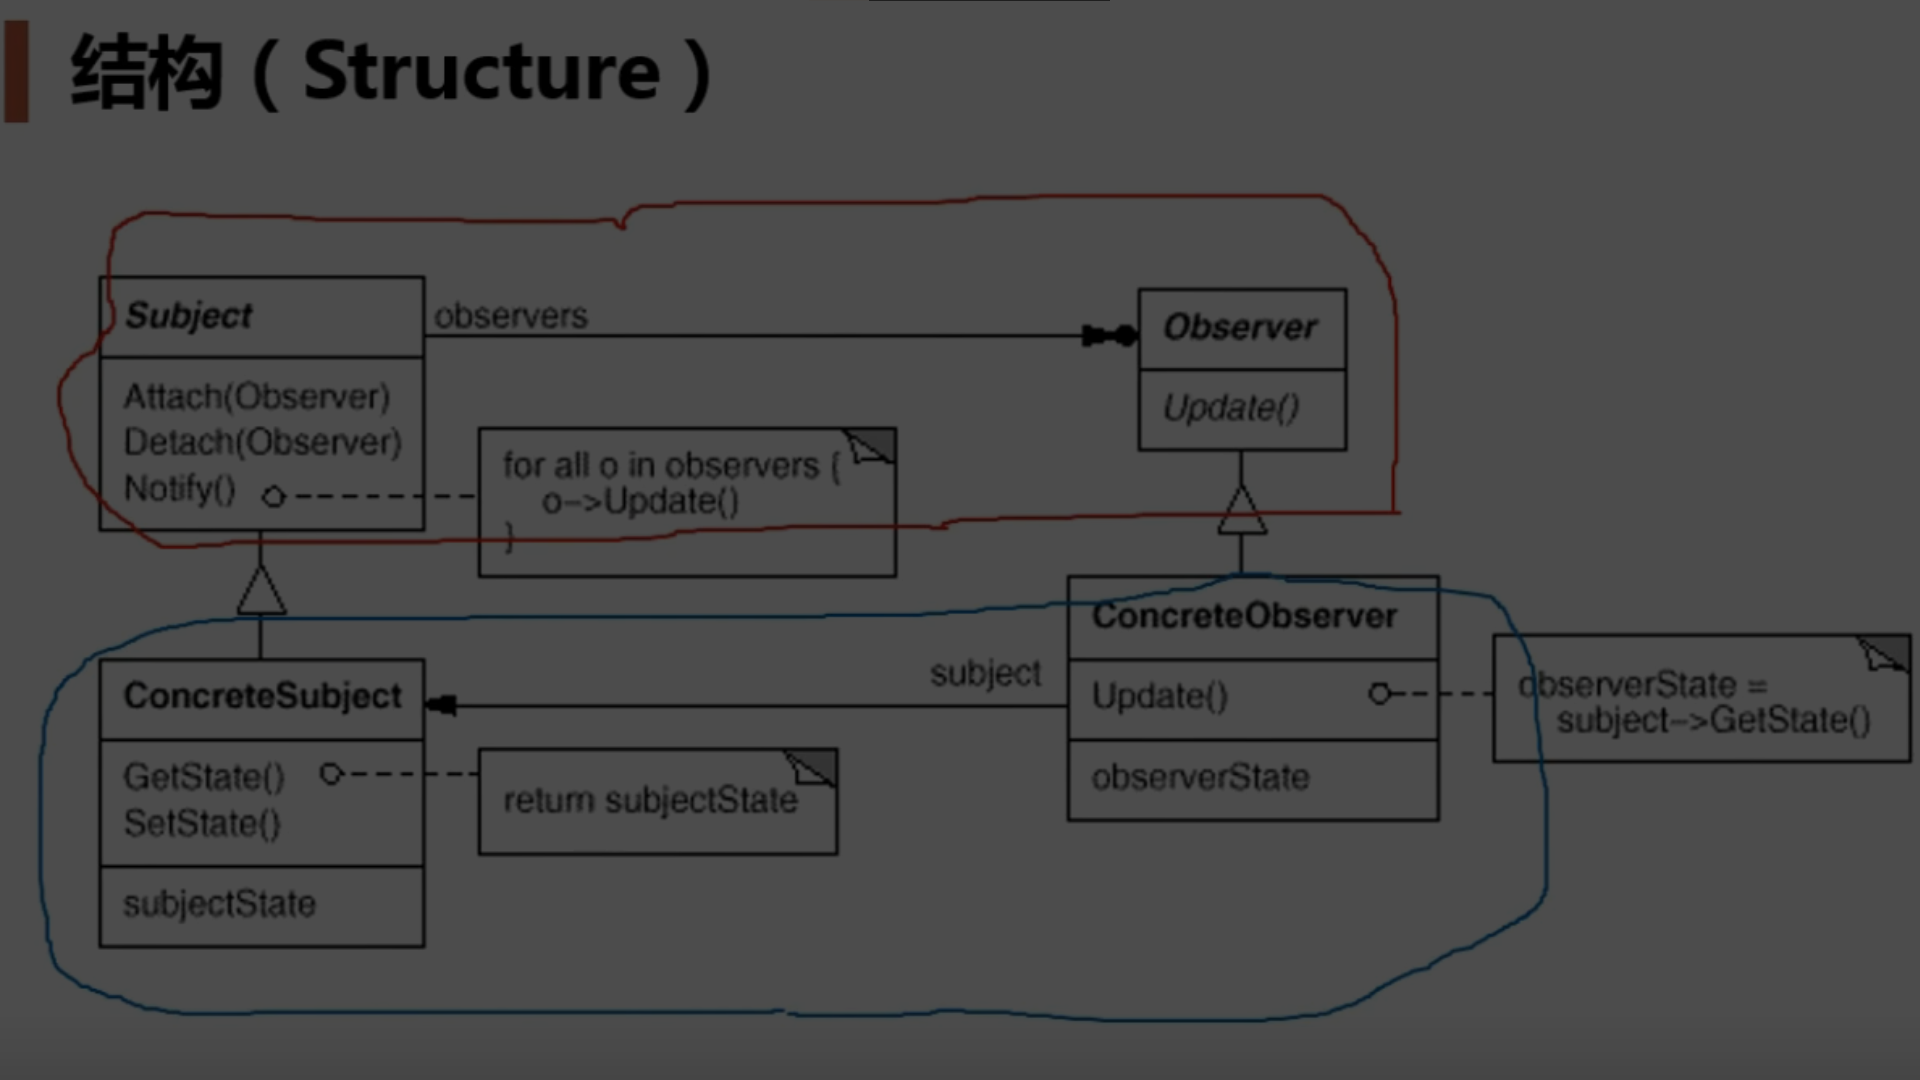 结构（Structure）
Subject
Attach(Observer)
Detach(Observer)
Notify()
observers
Observer
Update()
for all o in observers {
o->Update()
}
ConcreteSubject
GetState()
SetState()
subjectState
return subjectState
subject
ConcreteObserver
Update()
observerState
observerState =
subject->GetState()